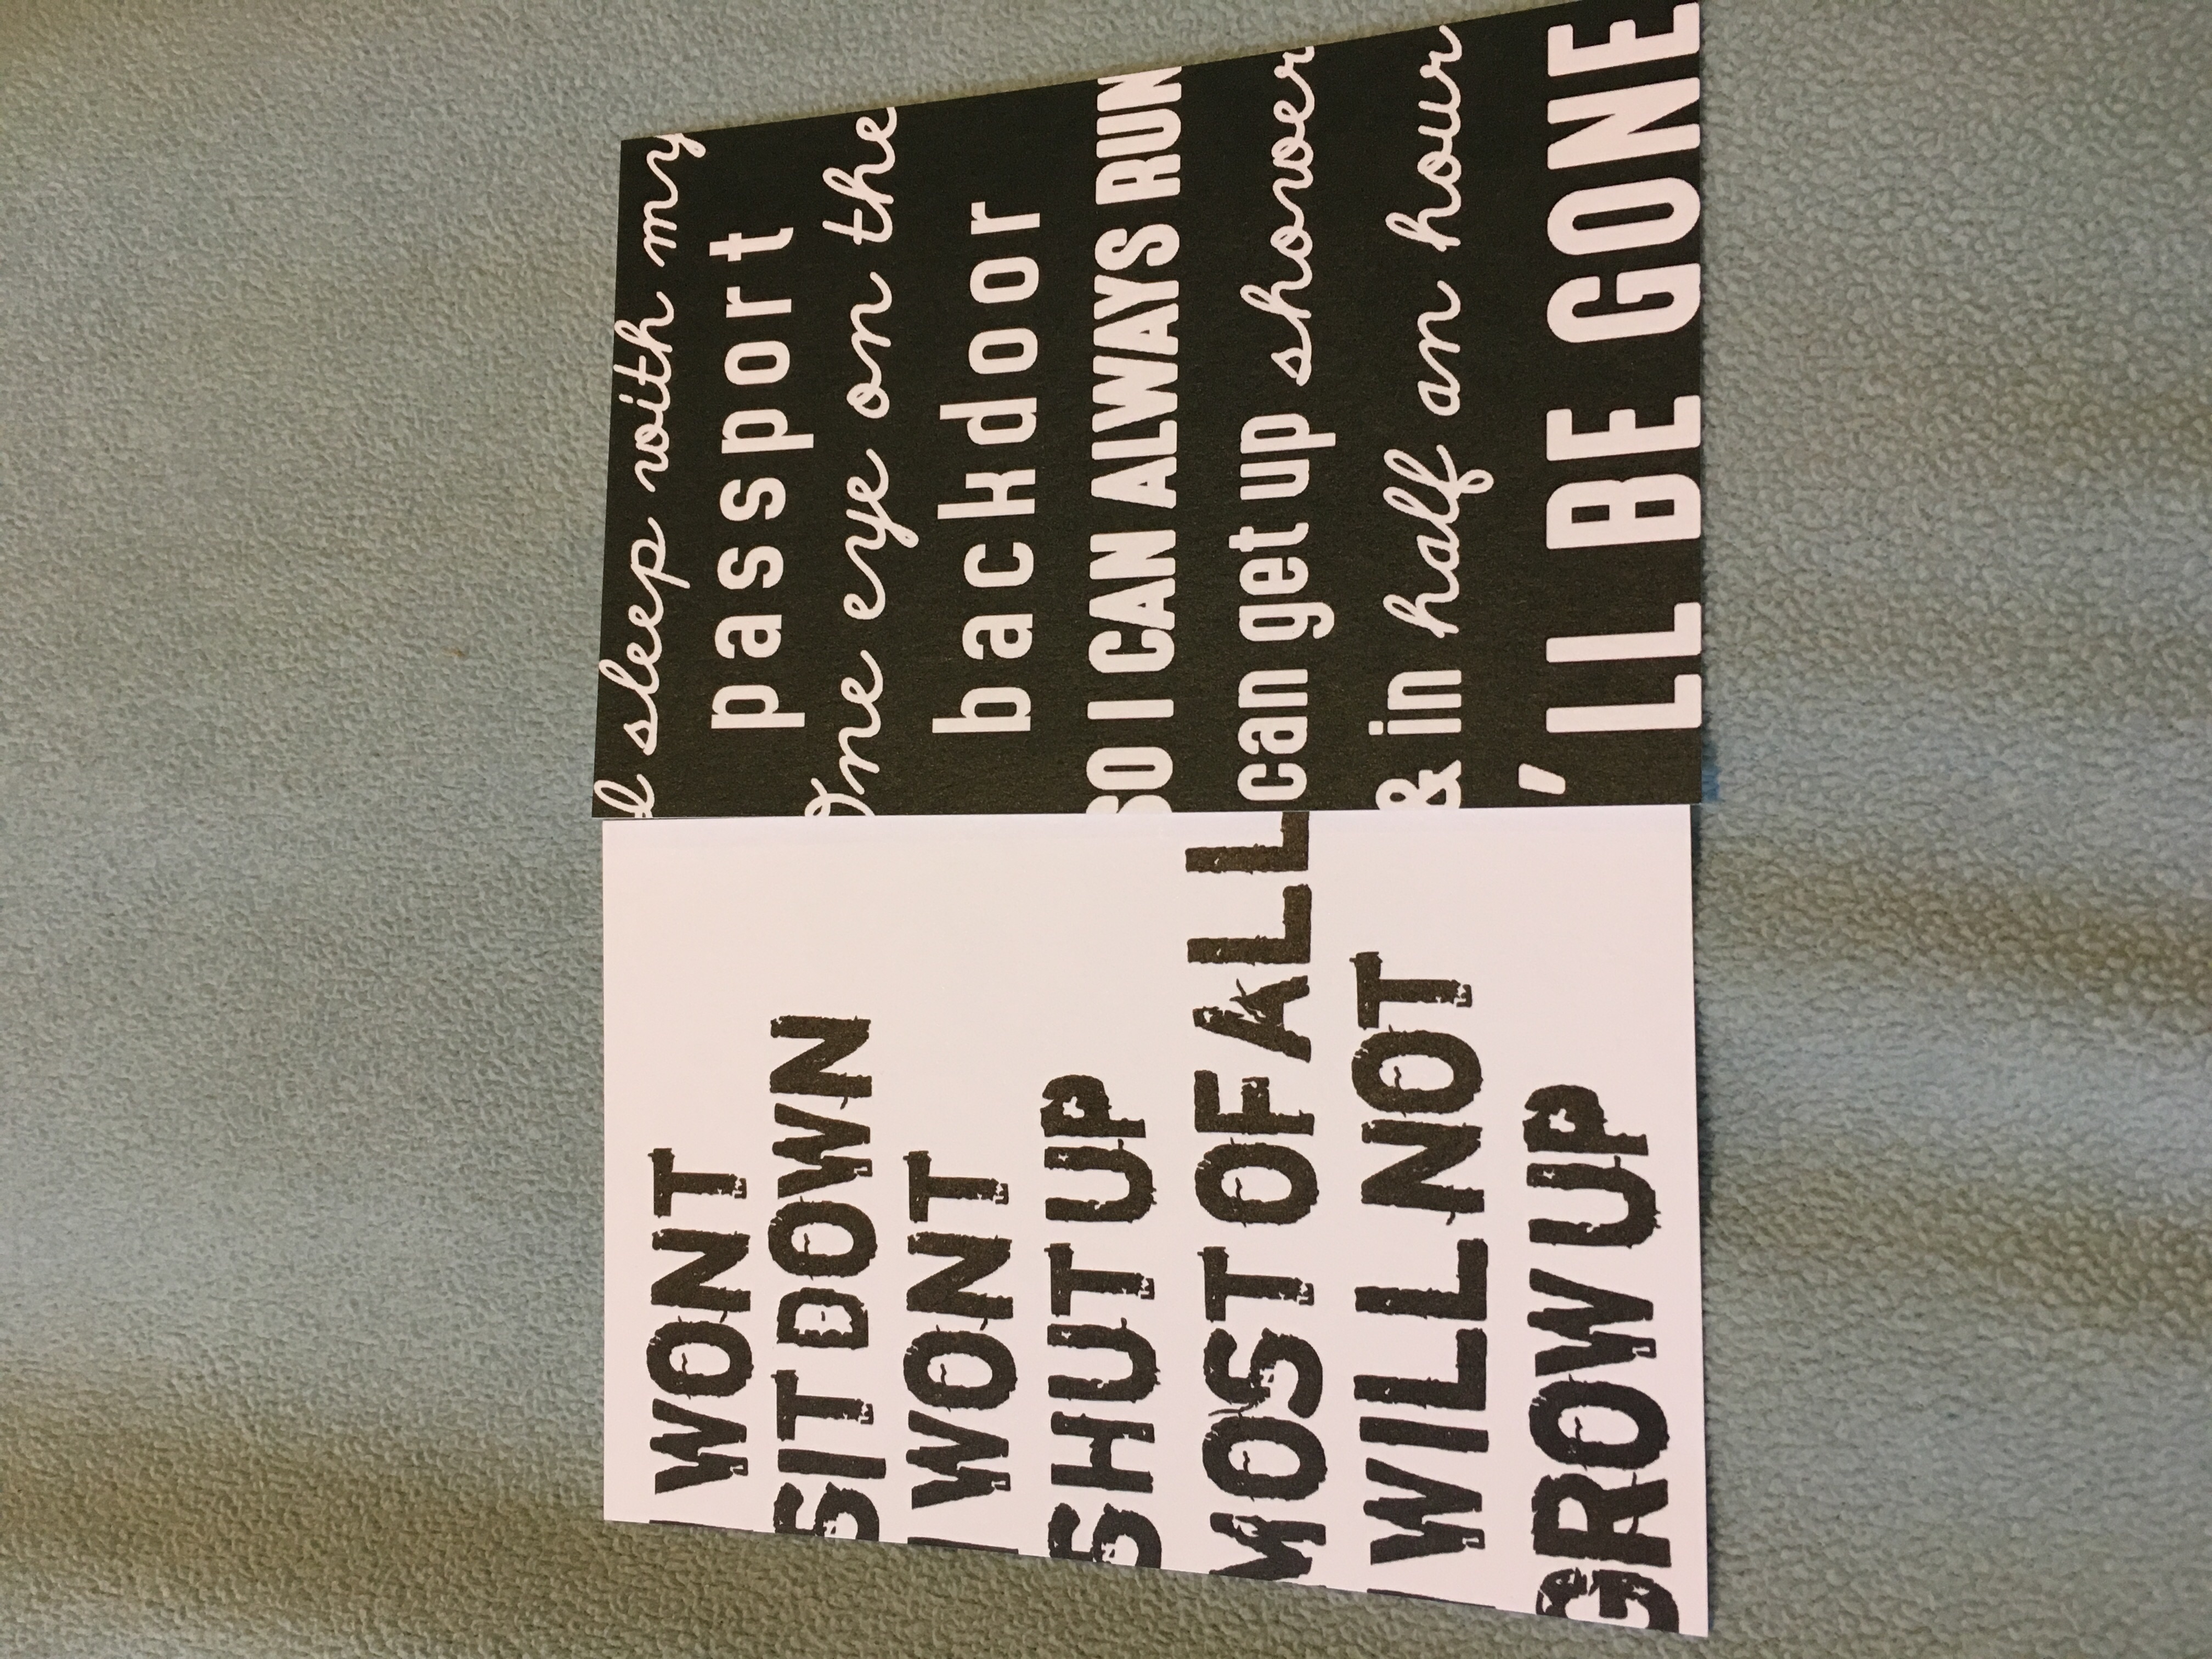 I WONT
SIT DOWN
I WONT
SHUT UP
MOST OF ALL
I WILL NOT
GROW UP
I sleep with my
passport
One eye on the
backdoor
SO I CAN ALWAYS RUN
can get up shower
& in half an hour
'LL BE GONE